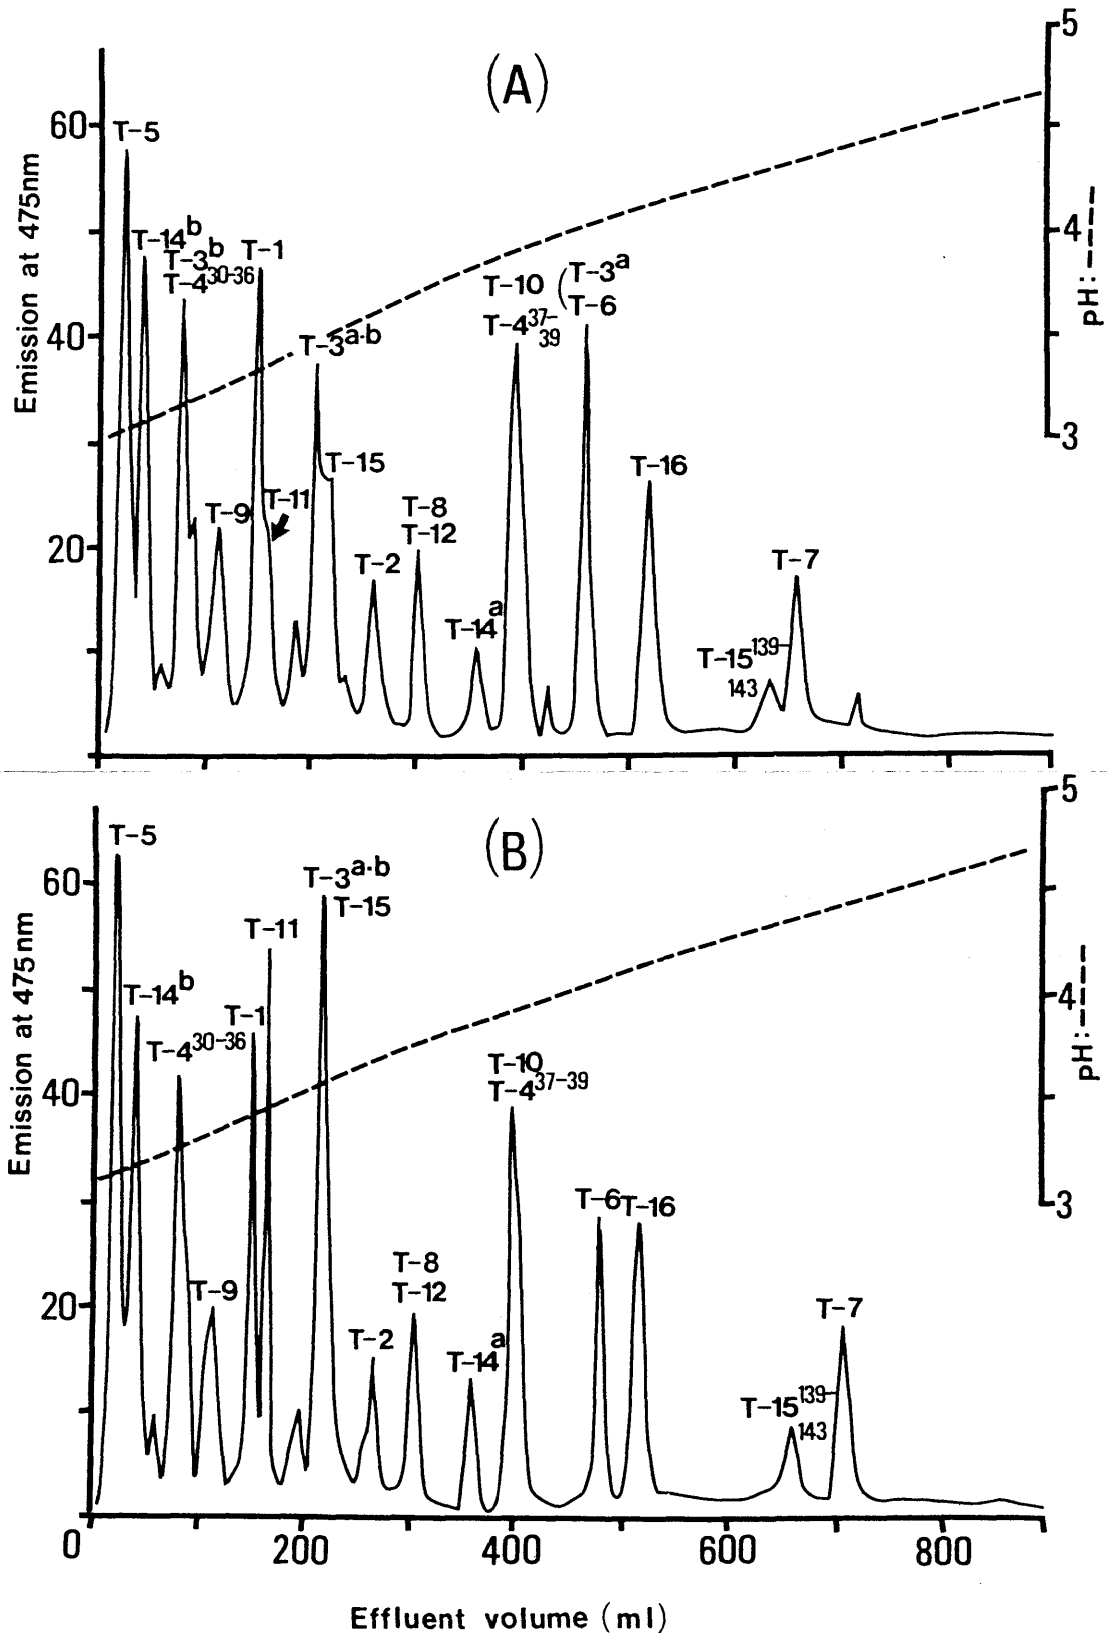 (A)
5
60
T-5
T-14b
T-3b
T-1
T-430-36
4
T-10
(T-3a
T-6
T-437-
39
40
T-3a·b
3
T-15
T-16
T-9
T-11
T-8
T-12
20
T-2
T-7
T-14a
T-15139-
143
Emission at 475nm
pH:----
(B)
5
T-5
60
T-3a·b
T-15
T-11
T-14b
4
T-1
T-430-36
T-10
T-437-39
40
T-6
T-16
3
T-8
T-12
T-9
20
T-2
T-14a
T-7
T-15139-
143
Emission at 475nm
pH:----
0
200
400
600
800
Effluent volume (ml)